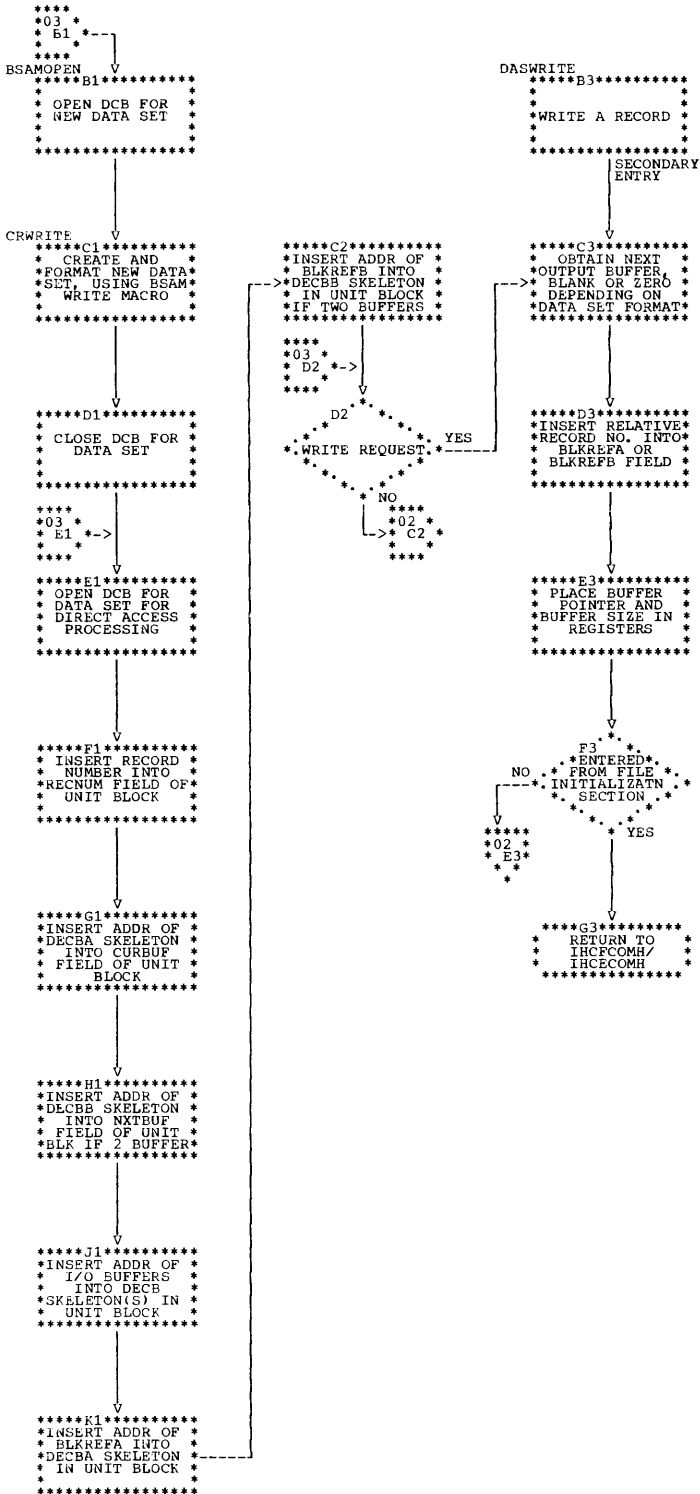 03
B1
BSAMOPEN
B1
OPEN DCB FOR
NEW DATA SET
CRWRITE
C1
CREATE AND
FORMAT NEW DATA
SET, USING BSAM
WRITE MACRO
D1
CLOSE DCB FOR
DATA SET
03
E1
E1
OPEN DCB FOR
DATA SET FOR
DIRECT ACCESS
PROCESSING
F1
INSERT RECORD
NUMBER INTO
RECNUM FIELD OF
UNIT BLOCK
G1
INSERT ADDR OF
DECBA SKELETON
INTO CURBUF
FIELD OF UNIT
BLOCK
H1
INSERT ADDR OF
DECBB SKELETON
INTO NXTBUF
FIELD OF UNIT
BLK IF 2 BUFFER
J1
INSERT ADDR OF
I/O BUFFERS
INTO DECB
SKELETON(S) IN
UNIT BLOCK
K1
INSERT ADDR OF
BLKREFA INTO
DECBA SKELETON
IN UNIT BLOCK
C2
INSERT ADDR OF
BLKREFB INTO
DECBB SKELETON
IN UNIT BLOCK
IF TWO BUFFERS
03
D2
D2
WRITE REQUEST
YES
NO
02
C2
DASWRITE
B3
WRITE A RECORD
SECONDARY
ENTRY
C3
OBTAIN NEXT
OUTPUT BUFFER,
BLANK OR ZERO
DEPENDING ON
DATA SET FORMAT
D3
INSERT RELATIVE
RECORD NO. INTO
BLKREFA OR
BLKREFB FIELD
E3
PLACE BUFFER
POINTER AND
BUFFER SIZE IN
REGISTERS
F3
ENTERED
FROM FILE
INITIALIZATN
SECTION
NO
YES
02
E3
G3
RETURN TO
IHCFCOMH/
IHCECOMH